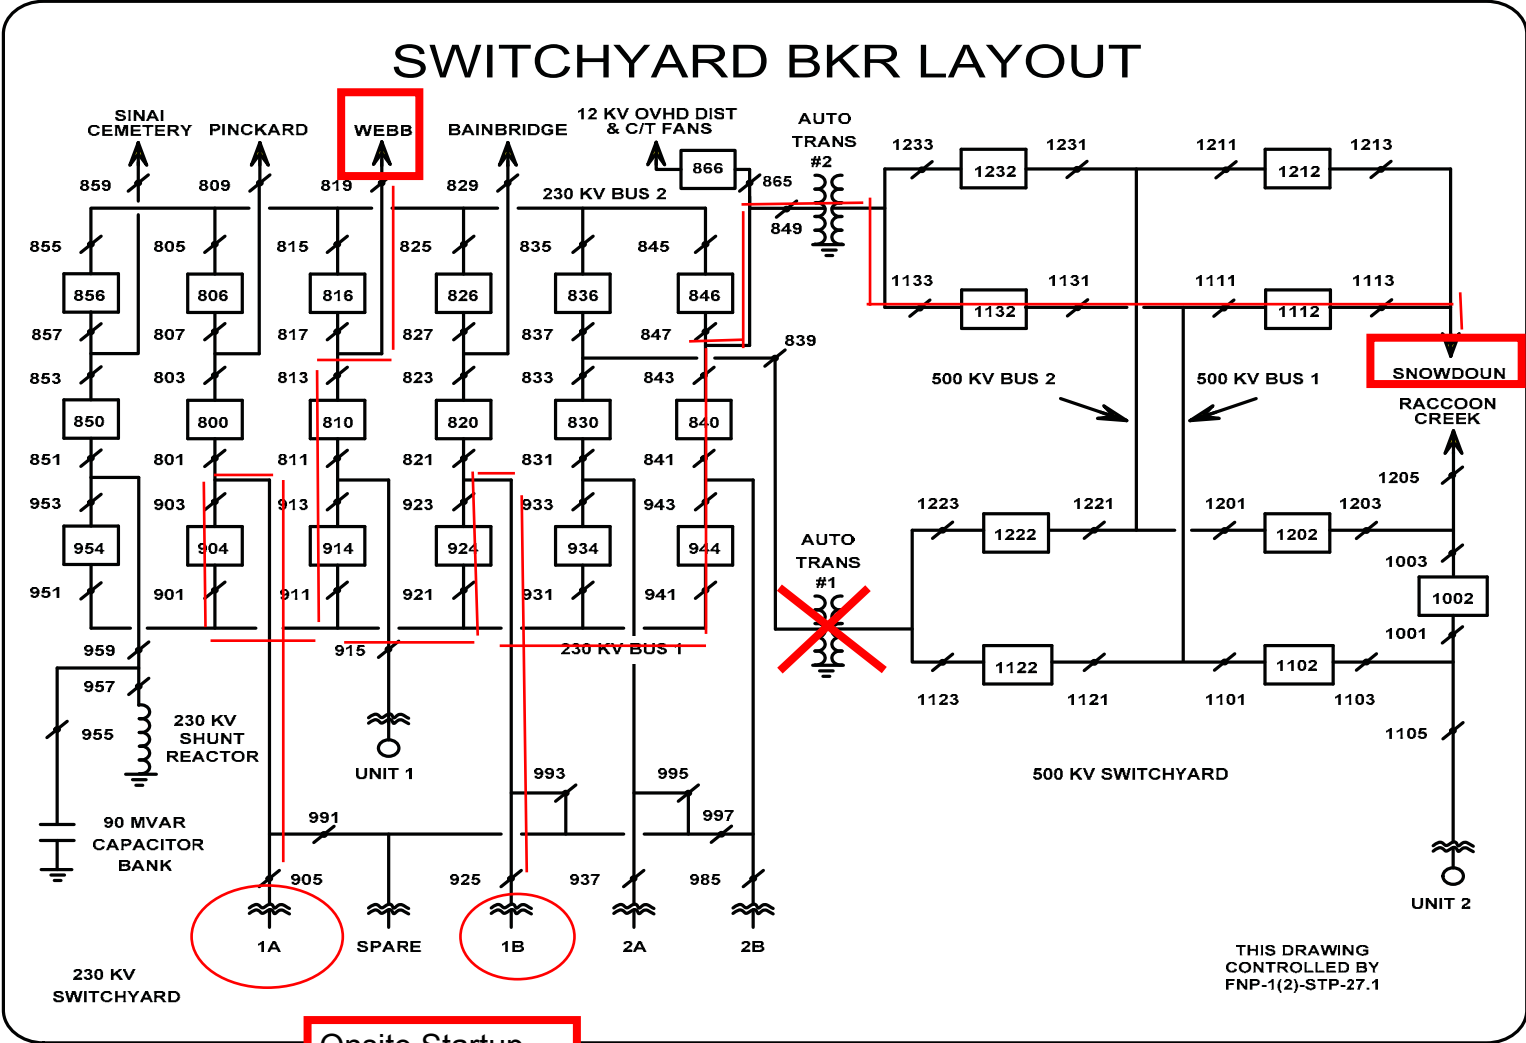 SWITCHYARD BKR LAYOUT
SINAI
CEMETERY
PINCKARD
WEBB
BAINBRIDGE
12 KV OVHD DIST
& C/T FANS
AUTO
TRANS
#2
866
865
859
809
819
829
230 KV BUS 2
849
1233
1232
1231
1211
1212
1213
855
805
815
825
835
845
856
806
816
826
836
846
1133
1132
1131
1111
1112
1113
857
807
817
827
837
847
839
853
803
813
823
833
843
500 KV BUS 2
500 KV BUS 1
SNOWDOUN
RACCOON
CREEK
850
800
810
820
830
840
851
801
811
821
831
841
1205
953
903
913
923
933
943
1223
1222
1221
1201
1202
1203
954
904
914
924
934
944
AUTO
TRANS
#1
1003
1002
1001
951
901
911
921
931
941
959
915
230 KV BUS 1
957
955
230 KV
SHUNT
REACTOR
1123
1122
1121
1101
1102
1103
1105
UNIT 1
993
995
997
991
500 KV SWITCHYARD
90 MVAR
CAPACITOR
BANK
905
925
937
985
UNIT 2
1A
SPARE
1B
2A
2B
230 KV
SWITCHYARD
THIS DRAWING
CONTROLLED BY
FNP-1(2)-STP-27.1
Onsite Startup